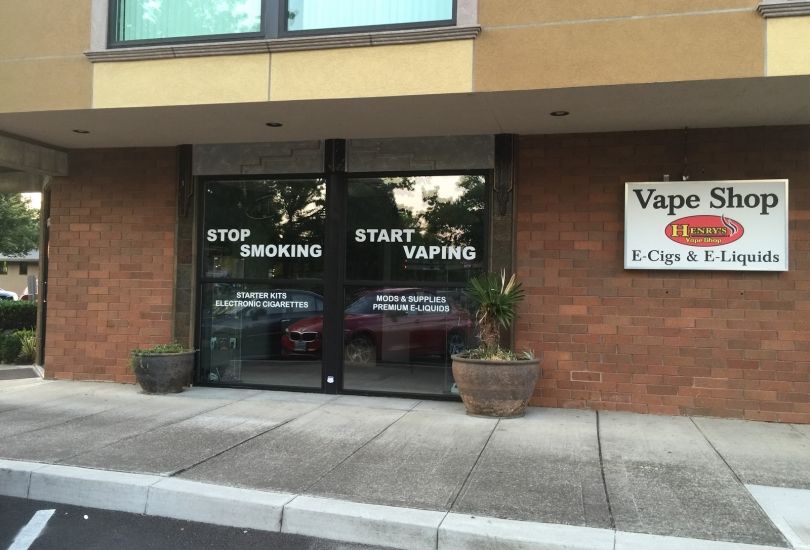 STOP
SMOKING
START
VAPING
STARTER KITS
ELECTRONIC CIGARETTES
MODS & SUPPLIES
PREMIUM E-LIQUIDS
Vape Shop
HENRY'S
Vape Shop
E-Cigs & E-Liquids